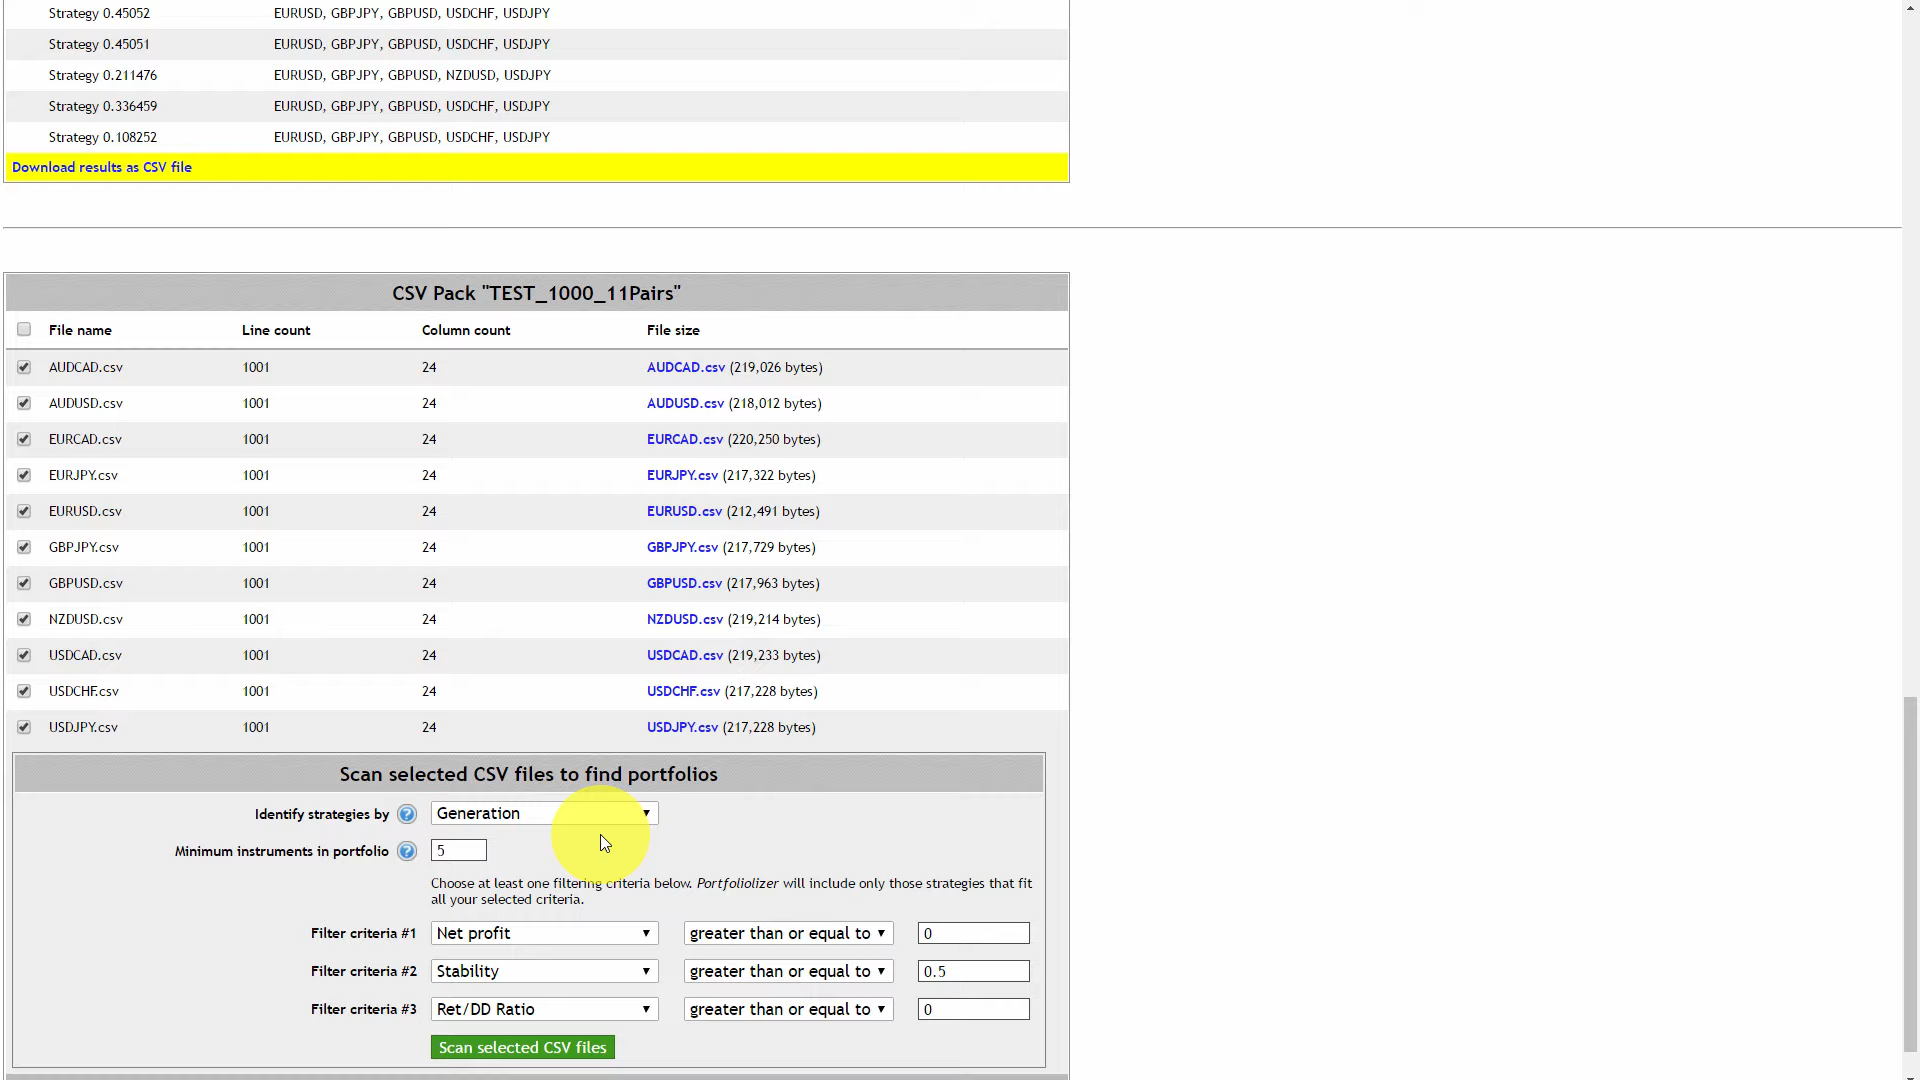 Strategy 0.45052 EURUSD, GBPJPY, GBPUSD, USDCHF, USDJPY
Strategy 0.45051 EURUSD, GBPJPY, GBPUSD, USDCHF, USDJPY
Strategy 0.211476 EURUSD, GBPJPY, GBPUSD, NZDUSD, USDJPY
Strategy 0.336459 EURUSD, GBPJPY, GBPUSD, USDCHF, USDJPY
Strategy 0.108252 EURUSD, GBPJPY, GBPUSD, USDCHF, USDJPY
Download results as CSV file
CSV Pack "TEST_1000_11Pairs"
File name Line count Column count File size
AUDCAD.csv 1001 24 AUDCAD.csv (219,026 bytes)
AUDUSD.csv 1001 24 AUDUSD.csv (218,012 bytes)
EURCAD.csv 1001 24 EURCAD.csv (220,250 bytes)
EURJPY.csv 1001 24 EURJPY.csv (217,322 bytes)
EURUSD.csv 1001 24 EURUSD.csv (212,491 bytes)
GBPJPY.csv 1001 24 GBPJPY.csv (217,729 bytes)
GBPUSD.csv 1001 24 GBPUSD.csv (217,963 bytes)
NZDUSD.csv 1001 24 NZDUSD.csv (219,214 bytes)
USDCAD.csv 1001 24 USDCAD.csv (219,233 bytes)
USDCHF.csv 1001 24 USDCHF.csv (217,228 bytes)
USDJPY.csv 1001 24 USDJPY.csv (217,228 bytes)
Scan selected CSV files to find portfolios
Identify strategies by ? Generation
Minimum instruments in portfolio ? 5
Choose at least one filtering criteria below. Portfoliolizer will include only those strategies that fit
all your selected criteria.
Filter criteria #1 Net profit greater than or equal to 0
Filter criteria #2 Stability greater than or equal to 0.5
Filter criteria #3 Ret/DD Ratio greater than or equal to 0
Scan selected CSV files